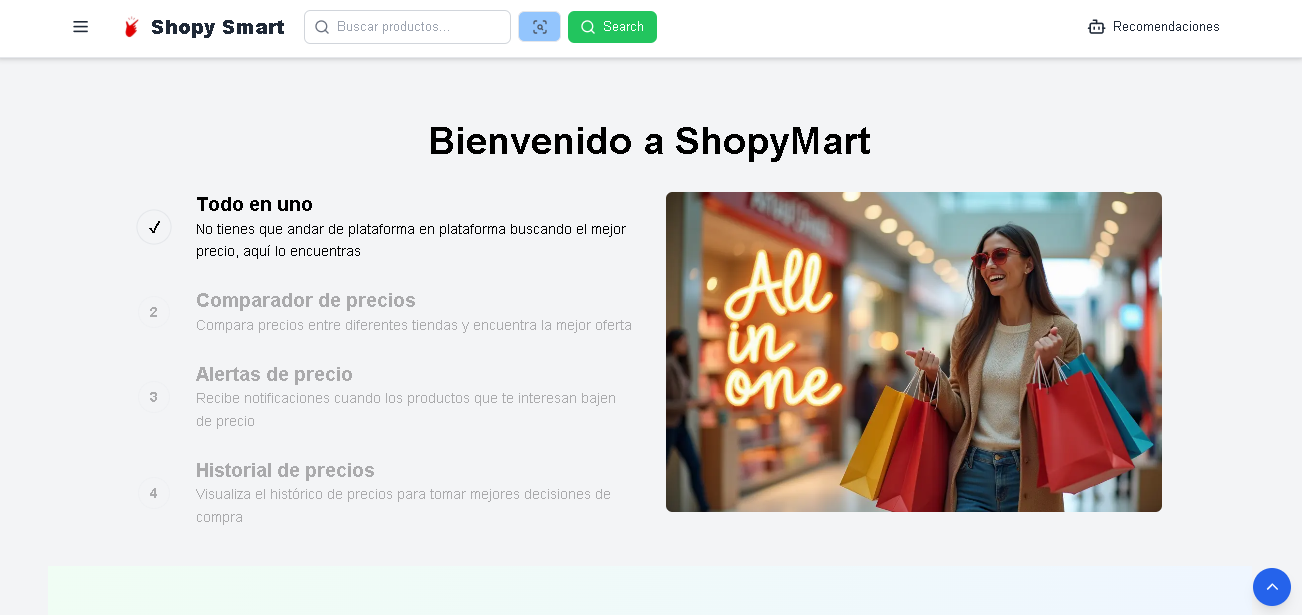 Shopy Smart
Buscar productos...
Search
Recomendaciones
Bienvenido a ShopyMart
Todo en uno
No tienes que andar de plataforma en plataforma buscando el mejor
precio, aquí lo encuentras
2
Comparador de precios
Compara precios entre diferentes tiendas y encuentra la mejor oferta
3
Alertas de precio
Recibe notificaciones cuando los productos que te interesan bajen
de precio
4
Historial de precios
Visualiza el histórico de precios para tomar mejores decisiones de
compra
All
in
one